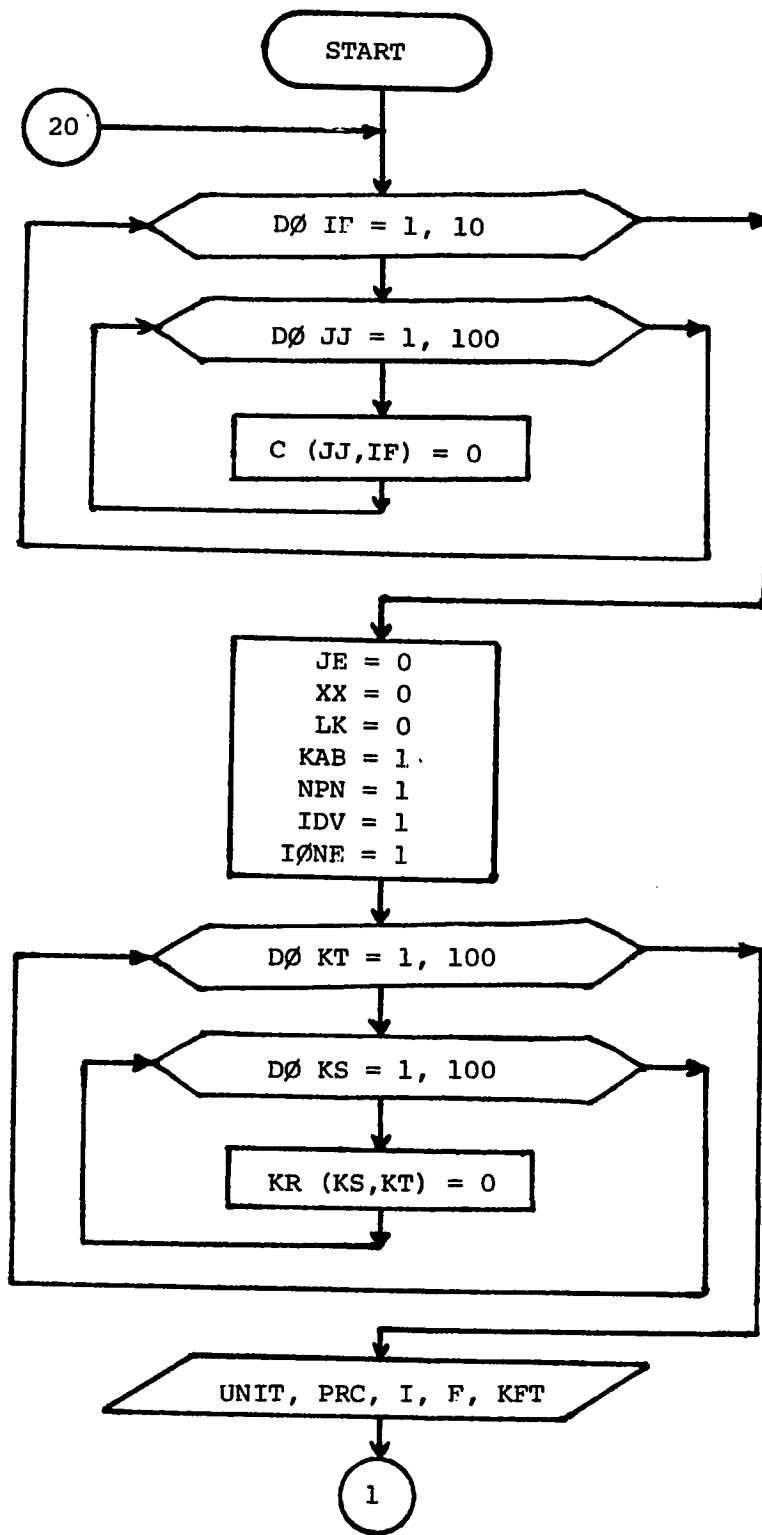 START
20
DØ IF = 1, 10
DØ JJ = 1, 100
C (JJ,IF) = 0
JE = 0
XX = 0
LK = 0
KAB = 1
NPN = 1
IDV = 1
IØNE = 1
DØ KT = 1, 100
DØ KS = 1, 100
KR (KS,KT) = 0
UNIT, PRC, I, F, KFT
1